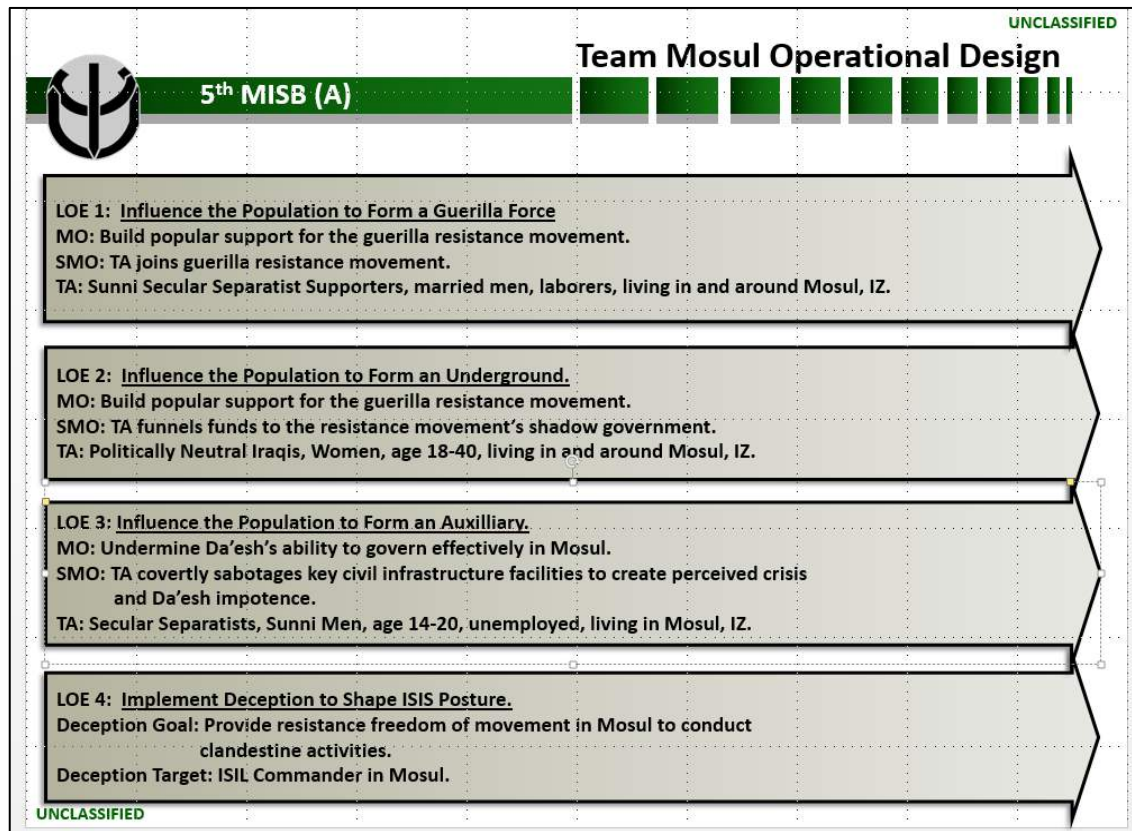 UNCLASSIFIED
Team Mosul Operational Design
5th MISB (A)
LOE 1: Influence the Population to Form a Guerilla Force
MO: Build popular support for the guerilla resistance movement.
SMO: TA joins guerilla resistance movement.
TA: Sunni Secular Separatist Supporters, married men, laborers, living in and around Mosul, IZ.
LOE 2: Influence the Population to Form an Underground.
MO: Build popular support for the guerilla resistance movement.
SMO: TA funnels funds to the resistance movement’s shadow government.
TA: Politically Neutral Iraqis, Women, age 18-40, living in and around Mosul, IZ.
LOE 3: Influence the Population to Form an Auxilliary.
MO: Undermine Da’esh’s ability to govern effectively in Mosul.
SMO: TA covertly sabotages key civil infrastructure facilities to create perceived crisis
and Da’esh impotence.
TA: Secular Separatists, Sunni Men, age 14-20, unemployed, living in Mosul, IZ.
LOE 4: Implement Deception to Shape ISIS Posture.
Deception Goal: Provide resistance freedom of movement in Mosul to conduct
clandestine activities.
Deception Target: ISIL Commander in Mosul.
UNCLASSIFIED